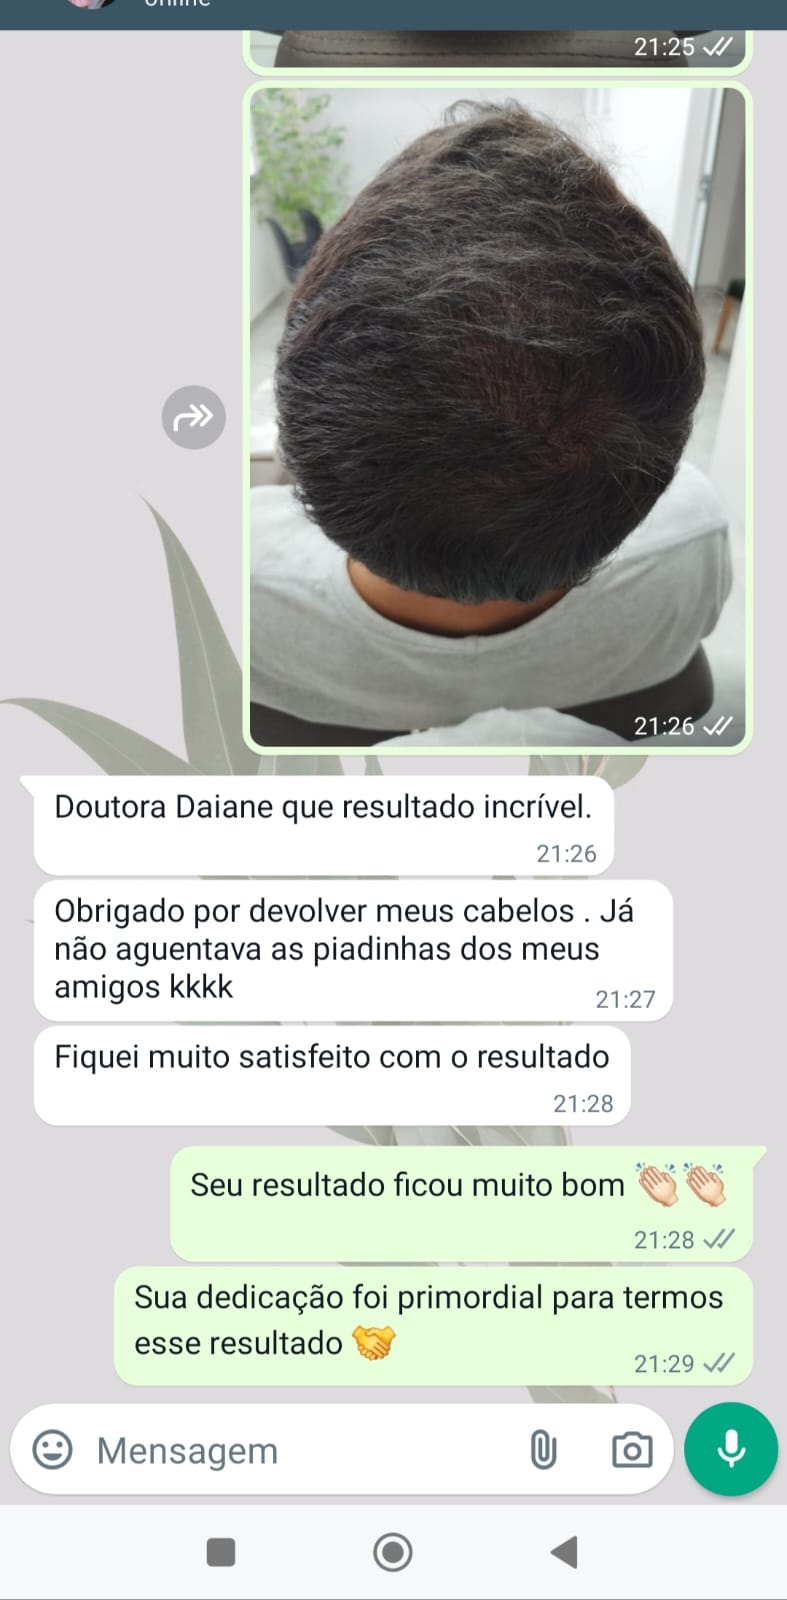 online
21:25
21:26
Doutora Daiane que resultado incrível.
21:26
Obrigado por devolver meus cabelos . Já
não aguentava as piadinhas dos meus
amigos kkkk
21:27
Fiquei muito satisfeito com o resultado
21:28
Seu resultado ficou muito bom 👏🏻👏🏻
21:28
Sua dedicação foi primordial para termos
esse resultado 🤝
21:29
Mensagem